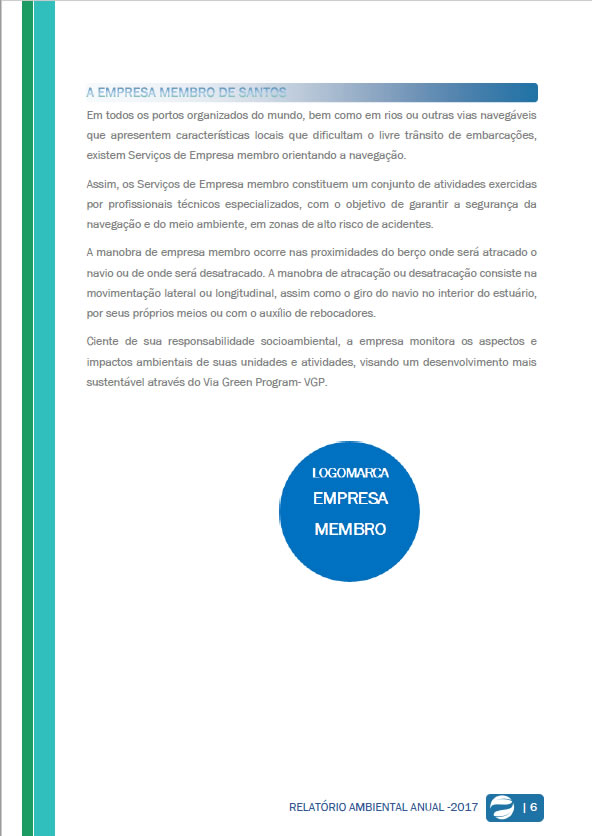 A EMPRESA MEMBRO DE SANTOS
Em todos os portos organizados do mundo, bem como em rios ou outras vias navegáveis
que apresentem características locais que dificultam o livre trânsito de embarcações,
existem Serviços de Empresa membro orientando a navegação.
Assim, os Serviços de Empresa membro constituem um conjunto de atividades exercidas
por profissionais técnicos especializados, com o objetivo de garantir a segurança da
navegação e do meio ambiente, em zonas de alto risco de acidentes.
A manobra de empresa membro ocorre nas proximidades do berço onde será atracado o
navio ou de onde será desatracado. A manobra de atracação ou desatracação consiste na
movimentação lateral ou longitudinal, assim como o giro do navio no interior do estuário,
por seus próprios meios ou com o auxílio de rebocadores.
Ciente de sua responsabilidade socioambiental, a empresa monitora os aspectos e
impactos ambientais de suas unidades e atividades, visando um desenvolvimento mais
sustentável através do Via Green Program- VGP.
LOGOMARCA
EMPRESA
MEMBRO
RELATÓRIO AMBIENTAL ANUAL -2017 | 6